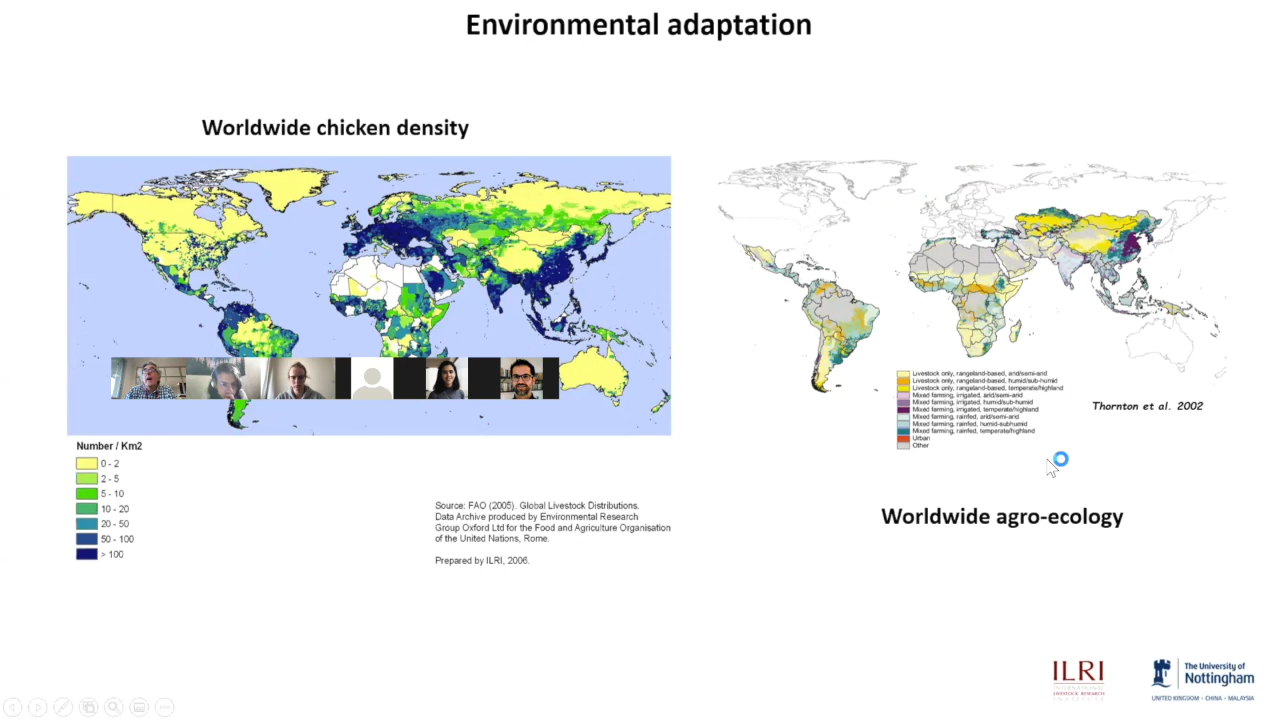 Environmental adaptation
Worldwide chicken density
Number / Km2
0 - 2
2 - 5
5 - 10
10 - 20
20 - 50
50 - 100
> 100
Source: FAO (2005). Global Livestock Distributions.
Data Archive produced by Environmental Research
Group Oxford Ltd for the Food and Agriculture Organisation
of the United Nations, Rome.
Prepared by ILRI, 2006.
Livestock only, rangeland-based, arid/semi-arid
Livestock only, rangeland-based, humid/sub-humid
Livestock only, rangeland-based, temperate/highland
Mixed farming, irrigated, arid/semi-arid
Mixed farming, irrigated, humid/sub-humid
Mixed farming, irrigated, temperate/highland
Mixed farming, rainfed, arid/semi-arid
Mixed farming, rainfed, humid-subhumid
Mixed farming, rainfed, temperate/highland
Urban
Other
Thornton et al. 2002
Worldwide agro-ecology
ILRI
INTERNATIONAL
LIVESTOCK RESEARCH
INSTITUTE
The University of
Nottingham
UNITED KINGDOM · CHINA · MALAYSIA